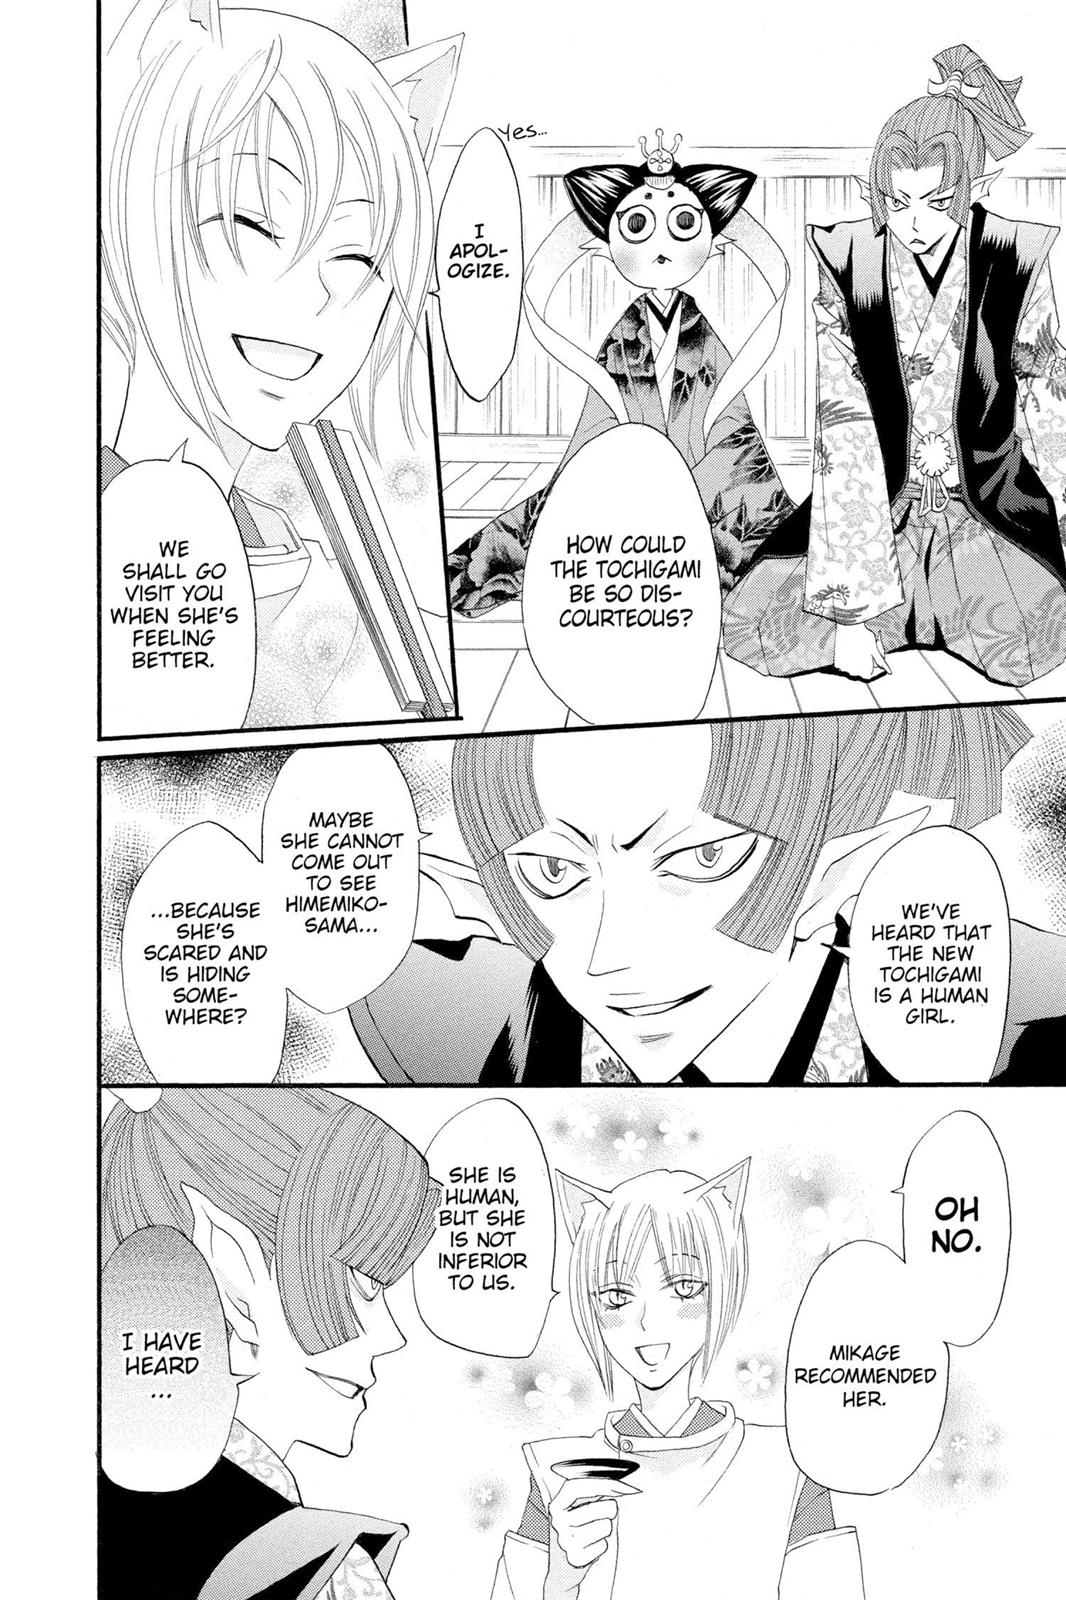 Yes...
HOW COULD
THE TOCHIGAMI
BE SO DIS-
COURTEOUS?
I
APOL-
OGIZE.
WE
SHALL GO
VISIT YOU
WHEN SHE'S
FEELING
BETTER.
WE'VE
HEARD THAT
THE NEW
TOCHIGAMI
IS A HUMAN
GIRL.
MAYBE
SHE CANNOT
COME OUT
TO SEE
HIMEMIKO-
SAMA...
...BECAUSE
SHE'S
SCARED AND
IS HIDING
SOME-
WHERE?
OH
NO.
MIKAGE
RECOMMENDED
HER.
SHE IS
HUMAN,
BUT SHE
IS NOT
INFERIOR
TO US.
I HAVE
HEARD
...